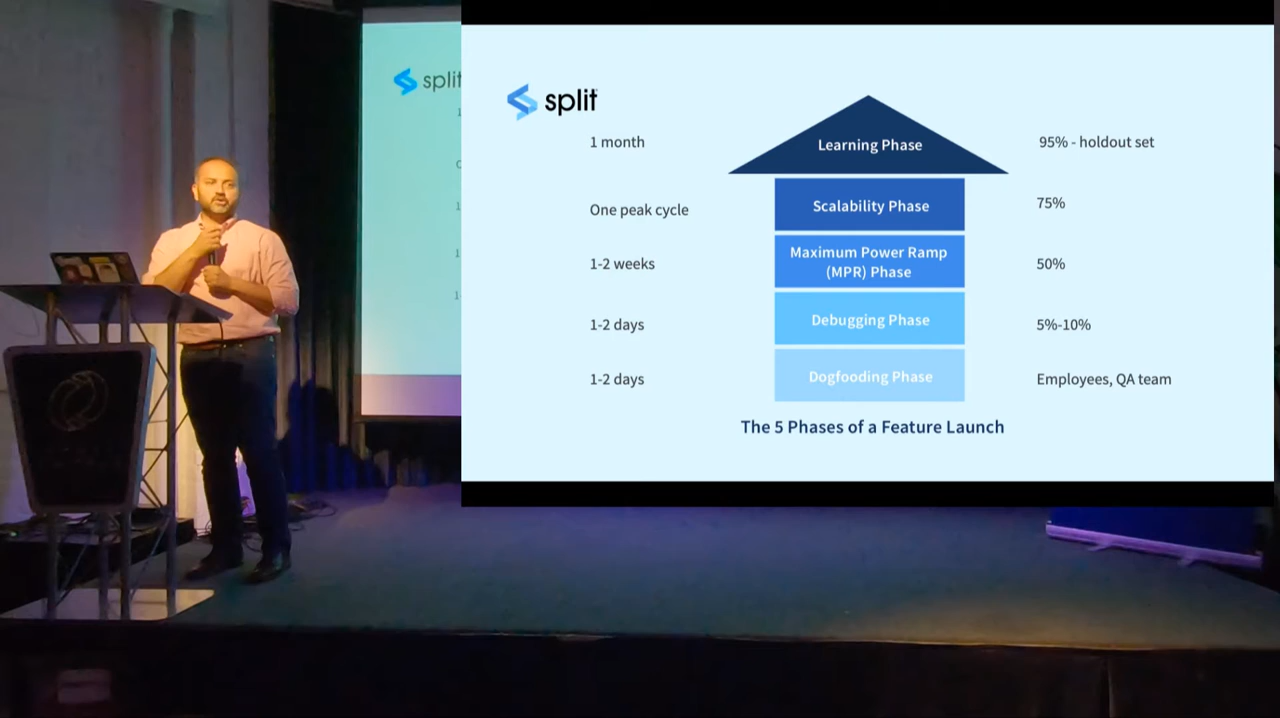 split
split
1 month
Learning Phase
95% - holdout set
One peak cycle
Scalability Phase
75%
1-2 weeks
Maximum Power Ramp
(MPR) Phase
50%
1-2 days
Debugging Phase
5%-10%
1-2 days
Dogfooding Phase
Employees, QA team
The 5 Phases of a Feature Launch